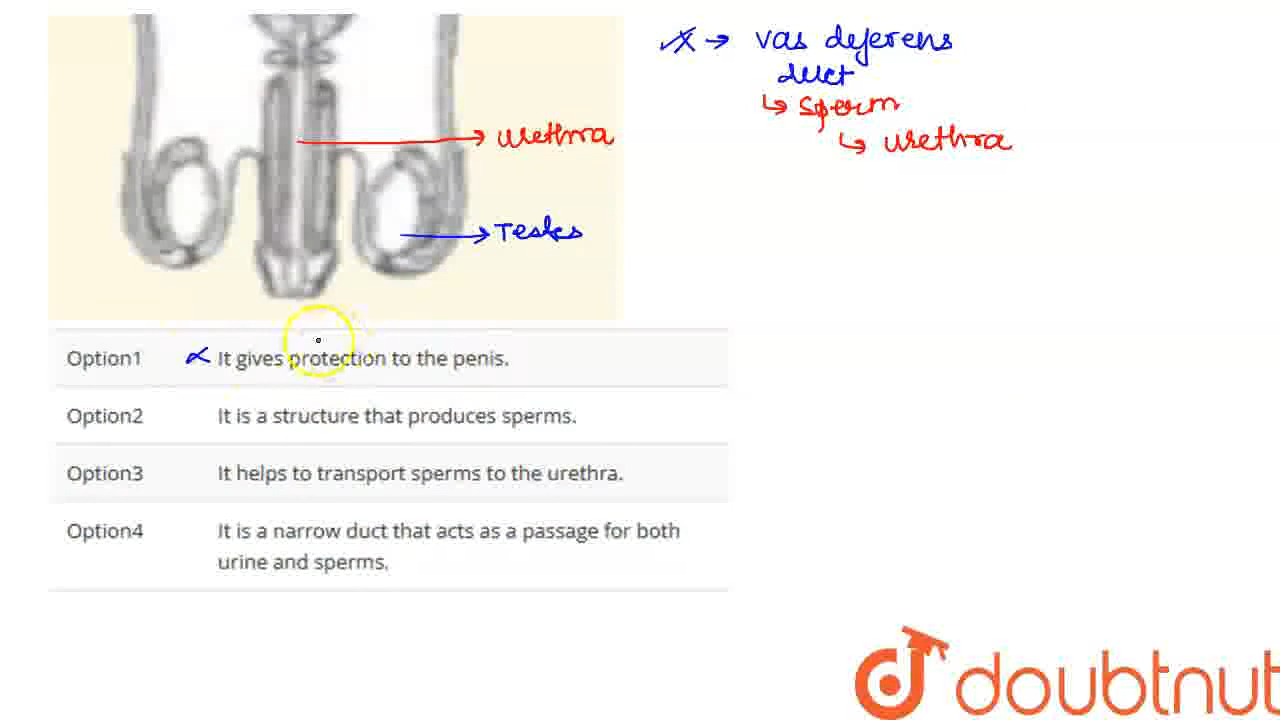 X → vas deferens
duct
↳ sperm
↳ urethra
→ urethra
→ Testes
Option1 It gives protection to the penis.
Option2 It is a structure that produces sperms.
Option3 It helps to transport sperms to the urethra.
Option4 It is a narrow duct that acts as a passage for both
urine and sperms.
doubtnut